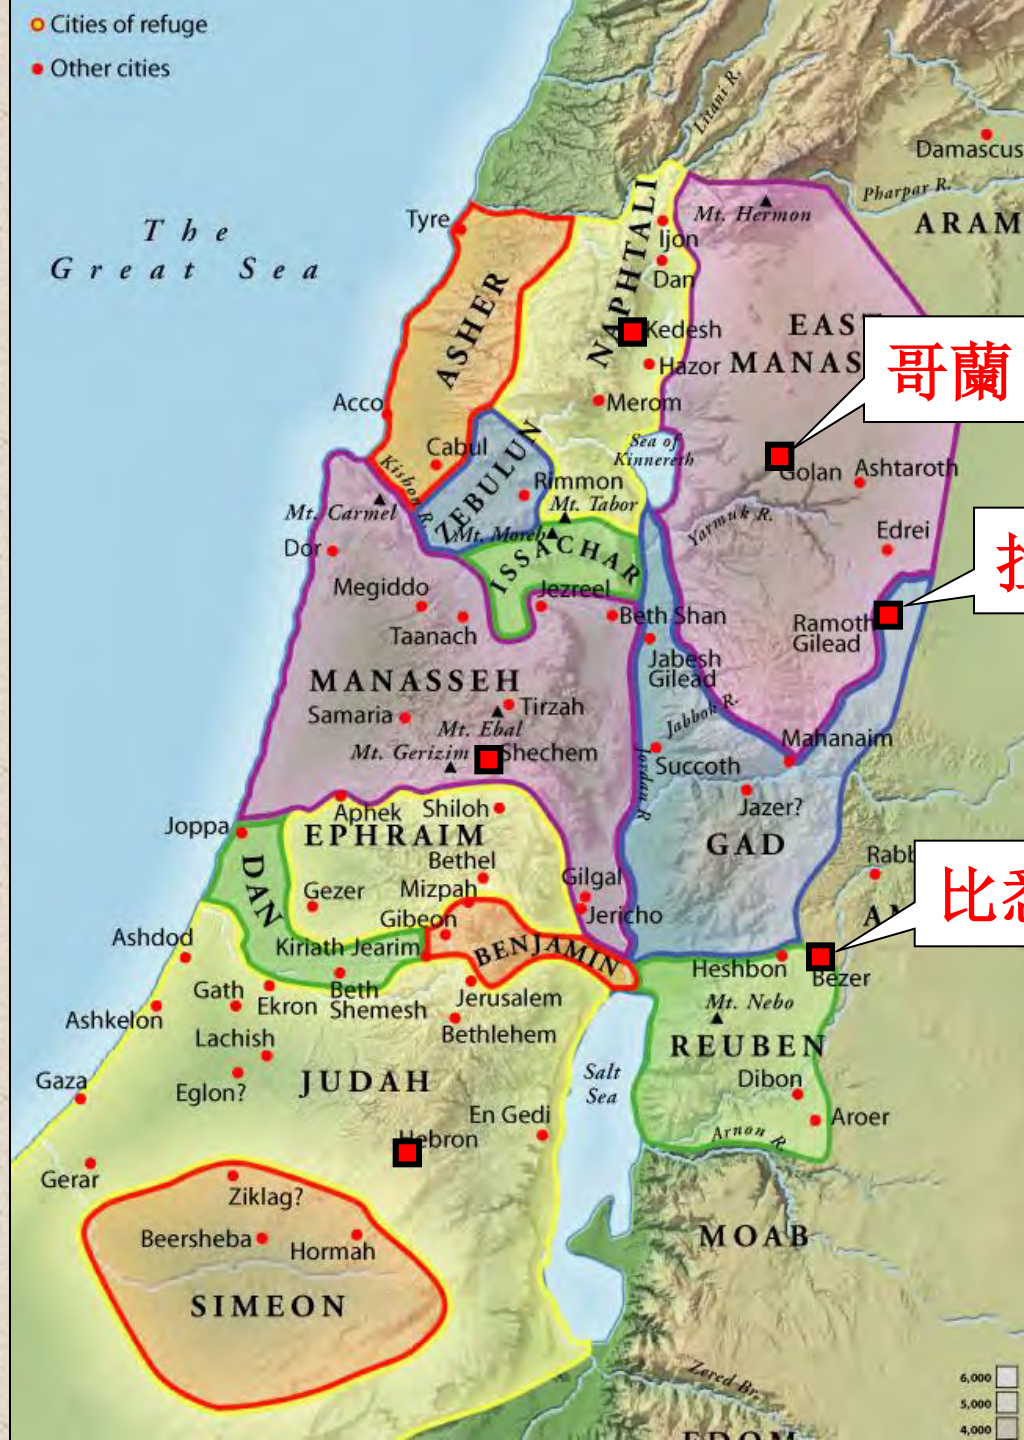 Cities of refuge
Other cities
Litani R.
Damascus
Pharpar R.
ARAM
Mt. Hermon
Tyre
The
Great Sea
NAPHTALI
Ijon
Dan
ASHER
Kedesh
Hazor
EAS
MANAS
哥蘭
Acco
Merom
Cabul
Sea of
Kinnereth
Golan
Ashtaroth
Kishon R.
ZEBULUN
Rimmon
Mt. Tabor
Mt. Carmel
Mt. Moreh
Yarmuk R.
Edrei
Dor
ISSACHAR
Megiddo
Jezreel
Taanach
Beth Shan
Ramoth
Gilead
Jabesh
Gilead
MANASSEH
Samaria
Tirzah
Mt. Ebal
Jabbok R.
Mt. Gerizim
Shechem
Mahanaim
Succoth
Jordan R.
Jazer?
Joppa
Aphek
Shiloh
EPHRAIM
GAD
DAN
Bethel
Rabb
Gezer
Mizpah
Gilgal
比
Gibeon
Jericho
Ashdod
Kiriath Jearim
BENJAMIN
Heshbon
Bezer
Gath
Ekron
Beth
Shemesh
Jerusalem
Mt. Nebo
Ashkelon
Bethlehem
Lachish
REUBEN
Gaza
Eglon?
JUDAH
Salt
Sea
Dibon
En Gedi
Aroer
Hebron
Arnon R.
Gerar
Ziklag?
Beersheba
Hormah
MOAB
SIMEON
Zered Br.
6,000
5,000
4,000
EDOM